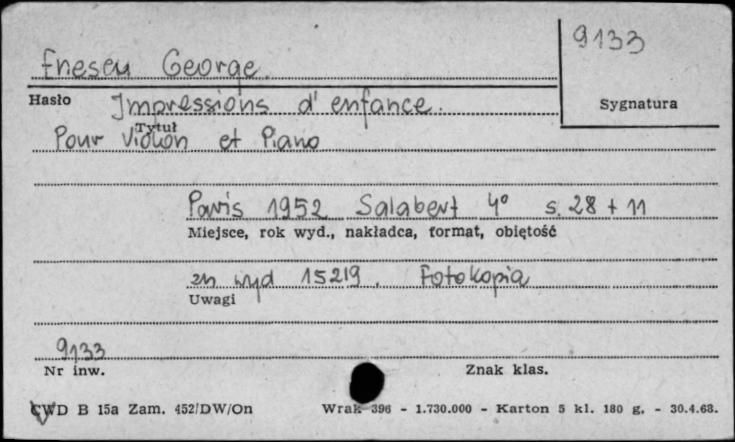 9133
Enescu George.
Hasło
Sygnatura
Impressions d'enfance.
Tytuł
Pour Violon et Piano
Paris 1952 Salabert 4° s. 28 + 11
Miejsce, rok wyd., nakładca, format, obiętość
zn wyd 15219. Fotokopia
Uwagi
9133
Nr inw.
Znak klas.
CWD B 15a Zam. 452/DW/On
Wrak 396 - 1.730.000 - Karton 5 kl. 180 g. - 30.4.68.